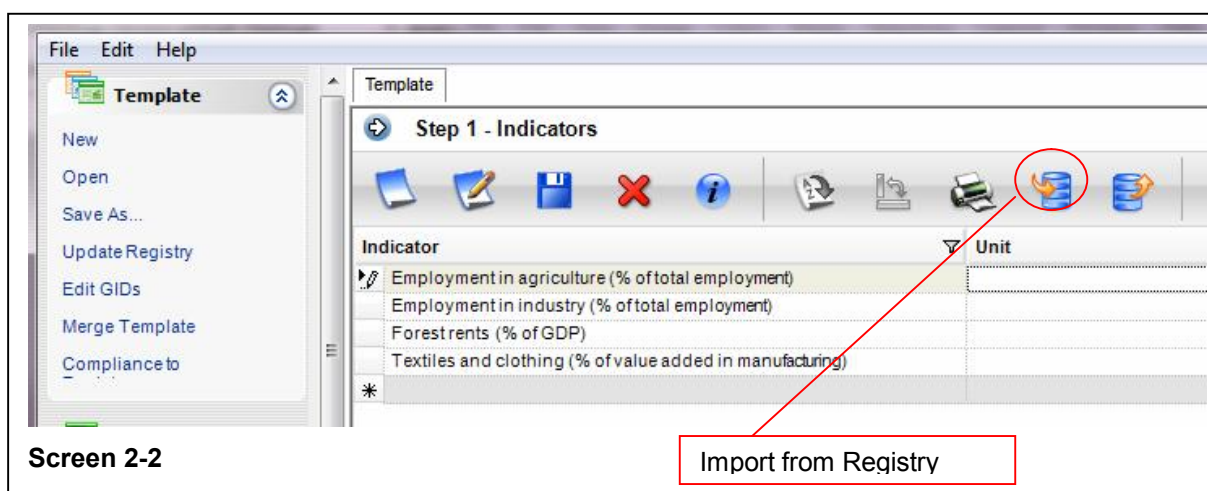 File Edit Help
Template
New
Open
Save As...
Update Registry
Edit GIDs
Merge Template
Compliance to
Template
Step 1 - Indicators
Indicator Unit
Employment in agriculture (% of total employment)
Employment in industry (% of total employment)
Forest rents (% of GDP)
Textiles and clothing (% of value added in manufacturing)
Screen 2-2
Import from Registry